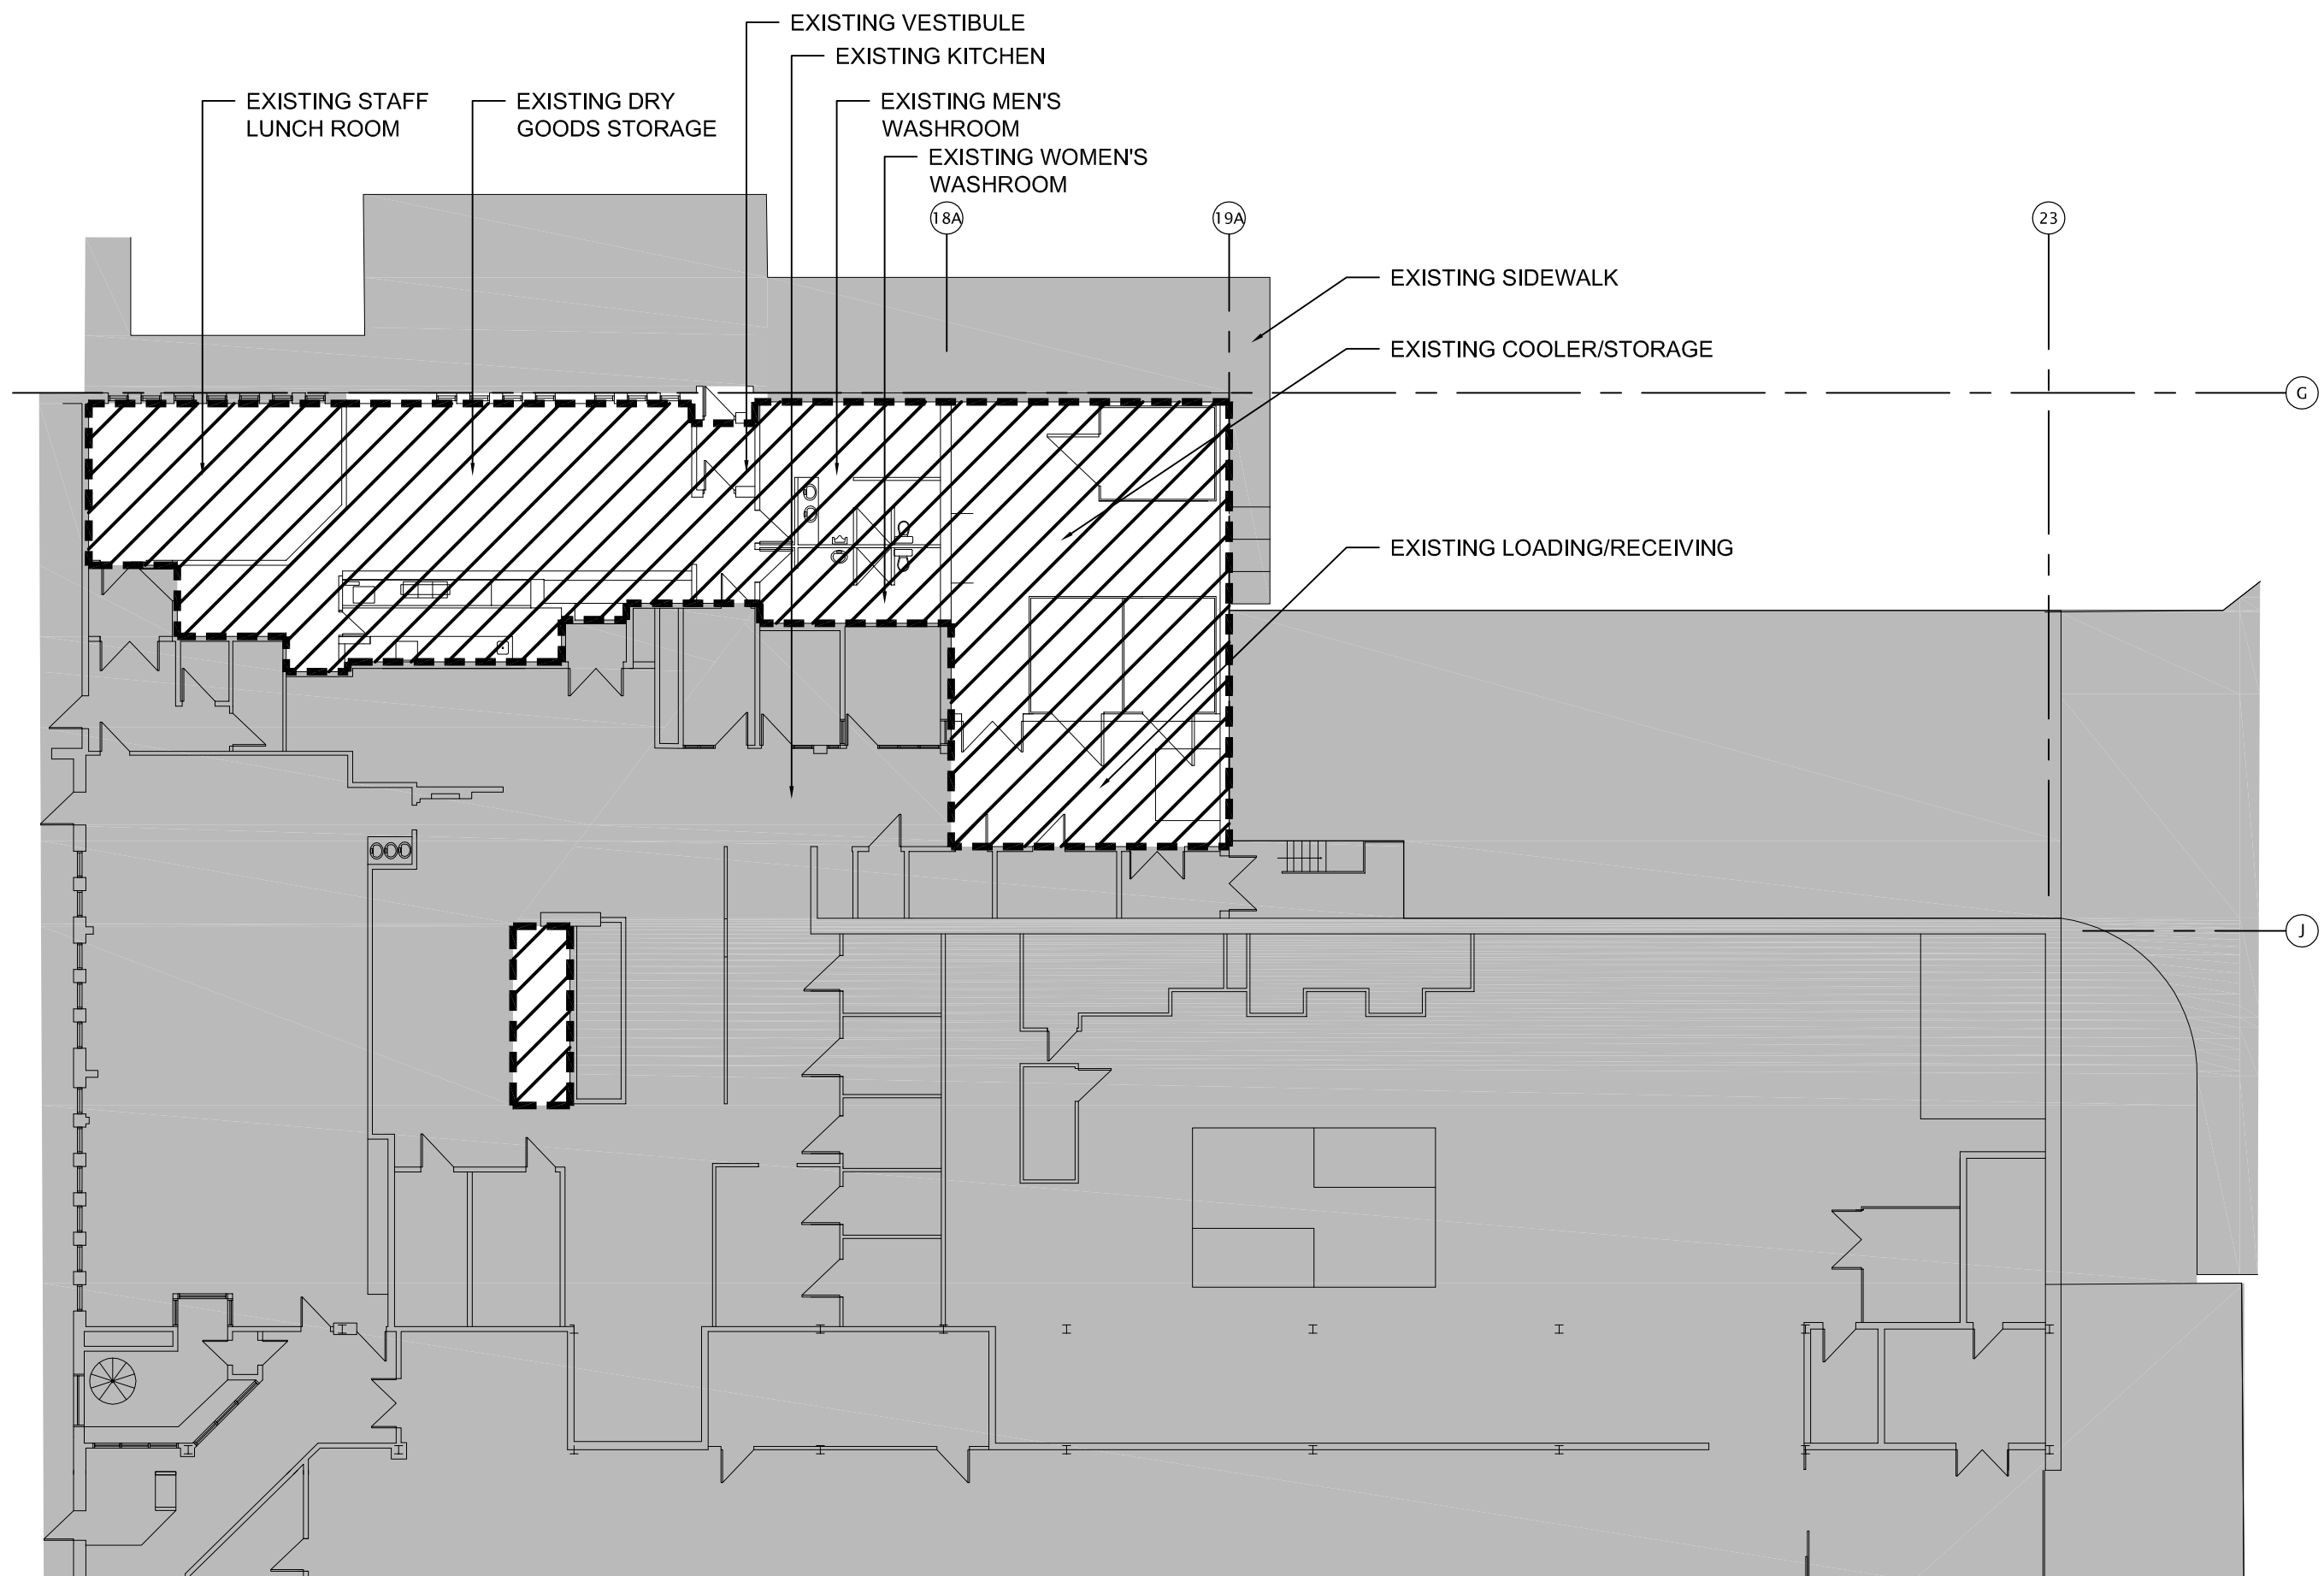 EXISTING VESTIBULE
EXISTING KITCHEN
EXISTING STAFF
LUNCH ROOM
EXISTING DRY
GOODS STORAGE
EXISTING MEN'S
WASHROOM
EXISTING WOMEN'S
WASHROOM
18A
19A
23
EXISTING SIDEWALK
EXISTING COOLER/STORAGE
G
EXISTING LOADING/RECEIVING
J